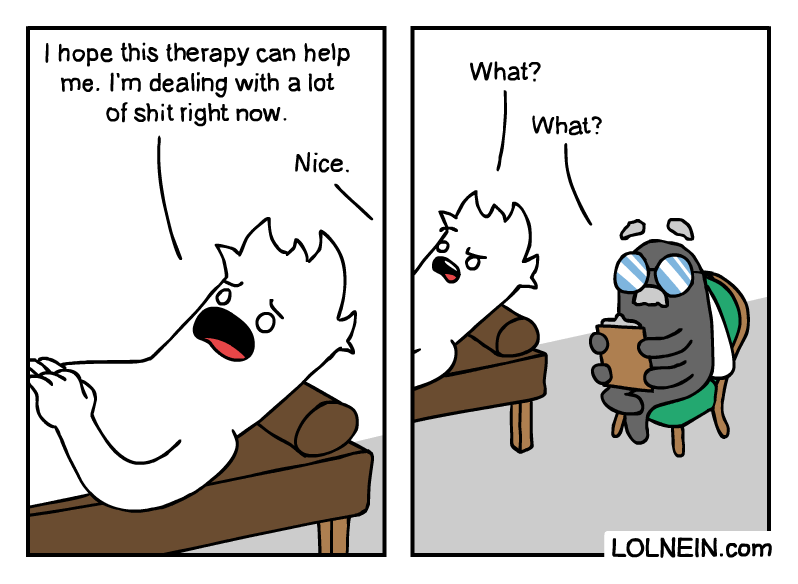 I hope this therapy can help
me. I'm dealing with a lot
of shit right now.
Nice.
What?
What?
LOLNEIN.com